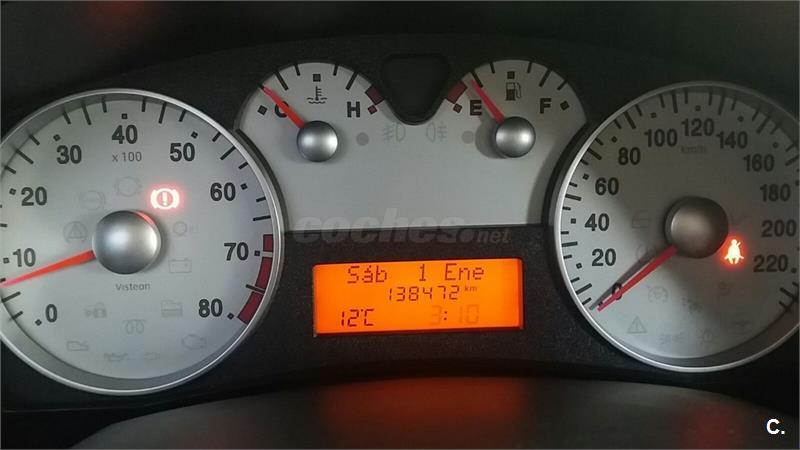 C H E F
10 20 30 40 50 60 70 80 0
x 100
Visteon
0 20 40 60 80 100 120 140 160 180 200 220
km/h
coches.net
Sáb 1 Ene
138472 km
12°C 3:10
C.